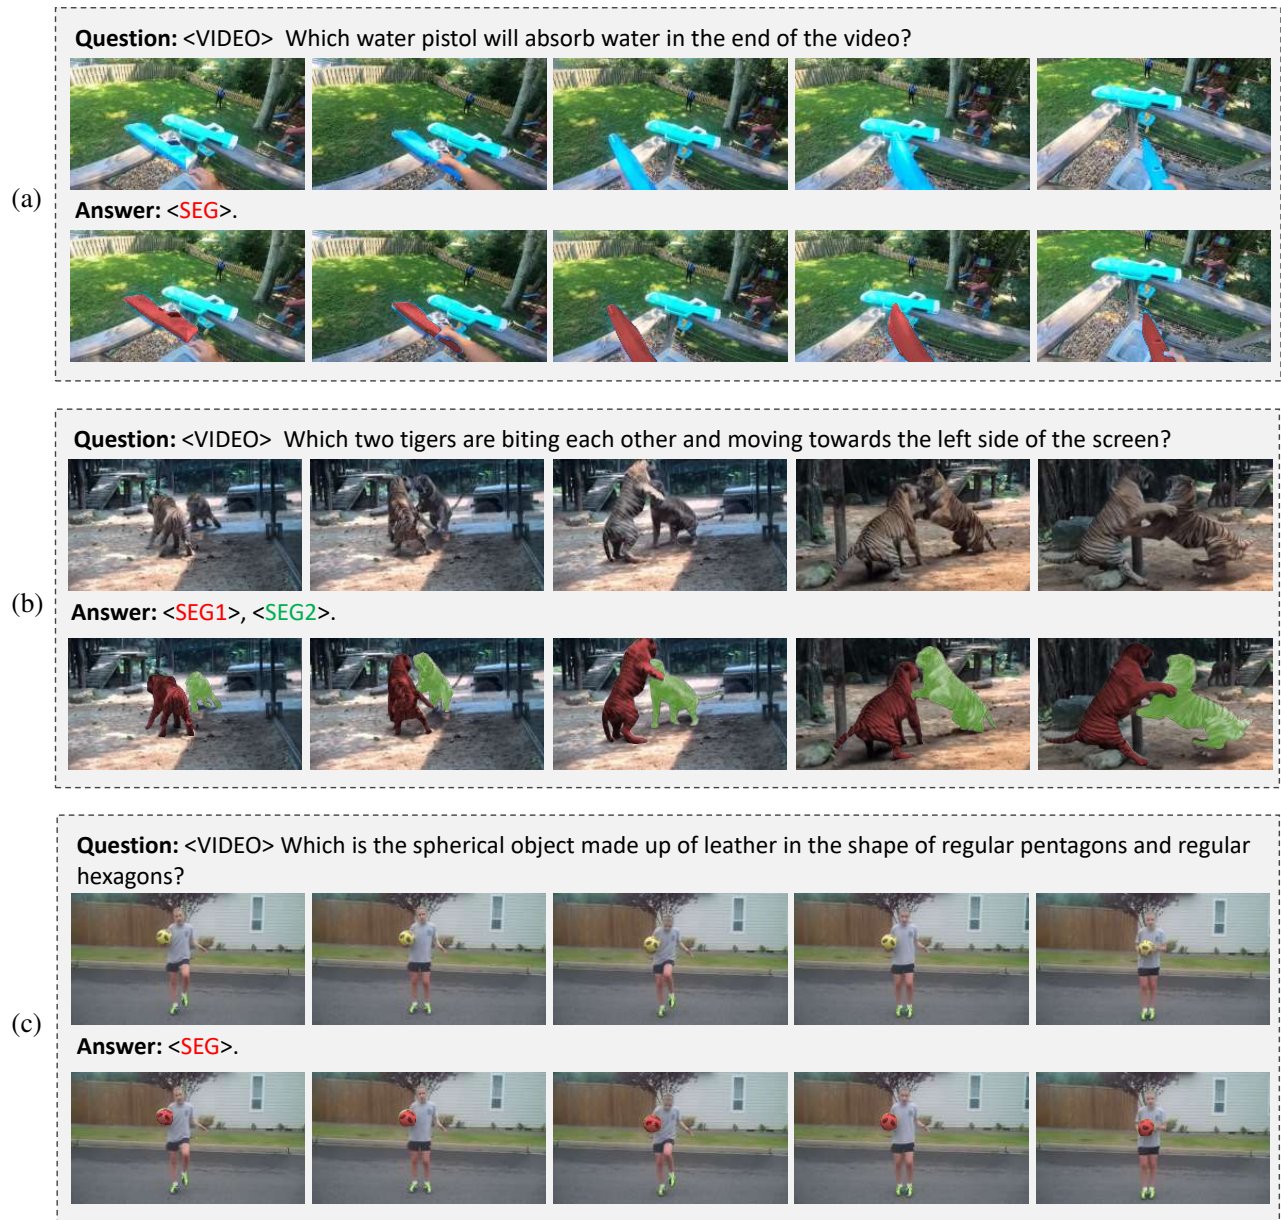 Question: <VIDEO> Which water pistol will absorb water in the end of the video?
(a)
Answer: <SEG>.
Question: <VIDEO> Which two tigers are biting each other and moving towards the left side of the screen?
(b)
Answer: <SEG1>, <SEG2>.
Question: <VIDEO> Which is the spherical object made up of leather in the shape of regular pentagons and regular
hexagons?
(c)
Answer: <SEG>.